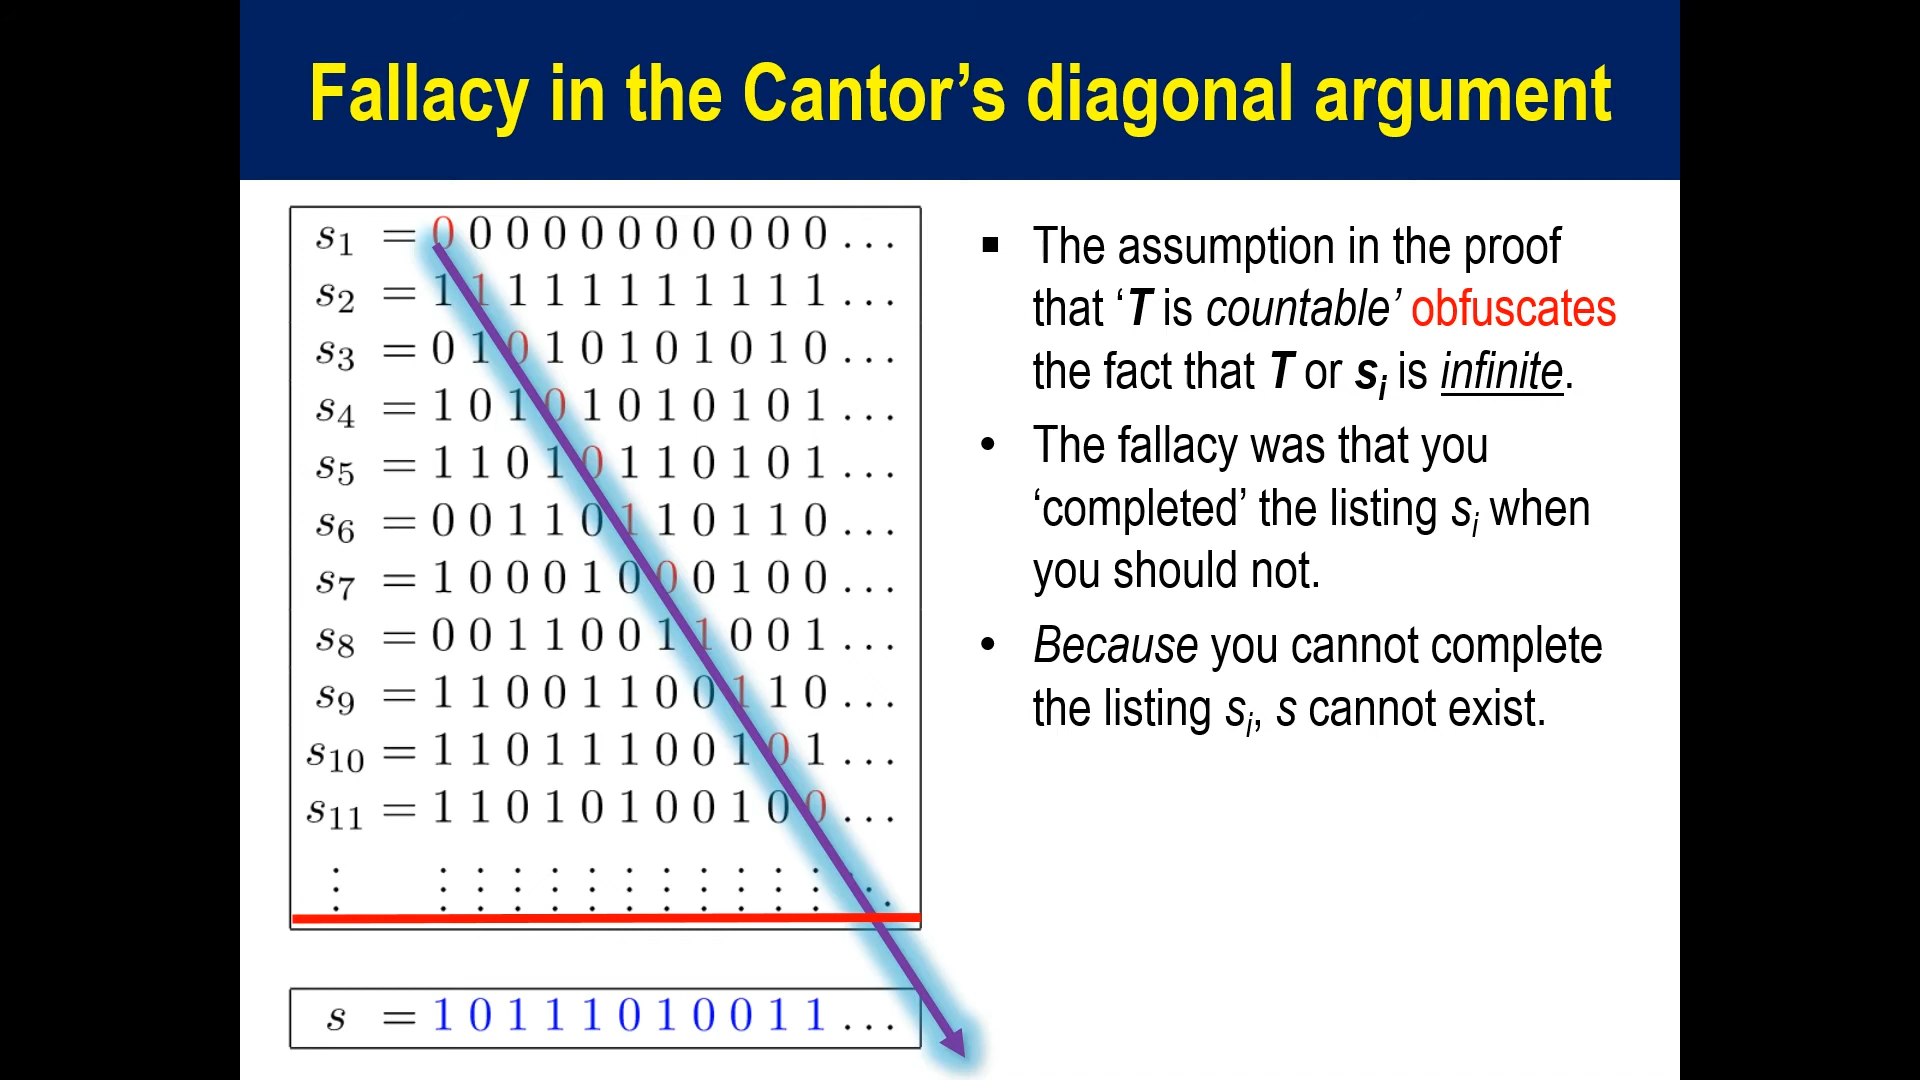 Fallacy in the Cantor’s diagonal argument
s₁ = 0 0 0 0 0 0 0 0 0 0 0 . . .
s₂ = 1 1 1 1 1 1 1 1 1 1 1 . . .
s₃ = 0 1 0 1 0 1 0 1 0 1 0 . . .
s₄ = 1 0 1 0 1 0 1 0 1 0 1 . . .
s₅ = 1 1 0 1 0 1 1 0 1 0 1 . . .
s₆ = 0 0 1 1 0 1 1 0 1 1 0 . . .
s₇ = 1 0 0 0 1 0 0 0 1 0 0 . . .
s₈ = 0 0 1 1 0 0 1 1 0 0 1 . . .
s₉ = 1 1 0 0 1 1 0 0 1 1 0 . . .
s₁₀ = 1 1 0 1 1 1 0 0 1 0 1 . . .
s₁₁ = 1 1 0 1 0 1 0 0 1 0 0 . . .
⋮ ⋮ ⋮ ⋮ ⋮ ⋮ ⋮ ⋮ ⋮ ⋮ ⋮ ⋮ ⋱
s = 1 0 1 1 1 0 1 0 0 1 1 . . .
▪ The assumption in the proof
that ‘T is countable’ obfuscates
the fact that T or sᵢ is infinite.
• The fallacy was that you
‘completed’ the listing sᵢ when
you should not.
• Because you cannot complete
the listing sᵢ, s cannot exist.